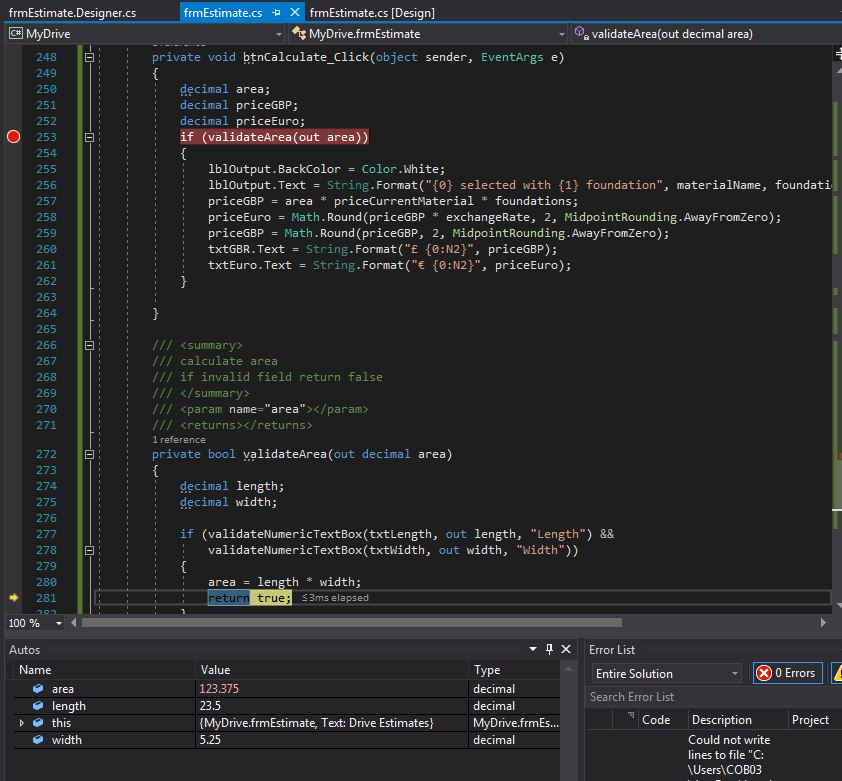 frmEstimate.Designer.cs frmEstimate.cs frmEstimate.cs [Design]
C# MyDrive MyDrive.frmEstimate validateArea(out decimal area)
248 private void btnCalculate_Click(object sender, EventArgs e)
249 {
250 decimal area;
251 decimal priceGBP;
252 decimal priceEuro;
253 if (validateArea(out area))
254 {
255 lblOutput.BackColor = Color.White;
256 lblOutput.Text = String.Format("{0} selected with {1} foundation", materialName, foundati
257 priceGBP = area * priceCurrentMaterial * foundations;
258 priceEuro = Math.Round(priceGBP * exchangeRate, 2, MidpointRounding.AwayFromZero);
259 priceGBP = Math.Round(priceGBP, 2, MidpointRounding.AwayFromZero);
260 txtGBR.Text = String.Format("£ {0:N2}", priceGBP);
261 txtEuro.Text = String.Format("€ {0:N2}", priceEuro);
262 }
263
264 }
265
266 /// <summary>
267 /// calculate area
268 /// if invalid field return false
269 /// </summary>
270 /// <param name="area"></param>
271 /// <returns></returns>
1 reference
272 private bool validateArea(out decimal area)
273 {
274 decimal length;
275 decimal width;
276
277 if (validateNumericTextBox(txtLength, out length, "Length") &&
278 validateNumericTextBox(txtWidth, out width, "Width"))
279 {
280 area = length * width;
281 return true; ≤3ms elapsed
282 }
100 %
Autos
Name Value Type
area 123.375 decimal
length 23.5 decimal
this {MyDrive.frmEstimate, Text: Drive Estimates} MyDrive.frmEs...
width 5.25 decimal
Error List
Entire Solution 0 Errors
Search Error List
Code Description Project
Could not write
lines to file "C:
\Users\COB03